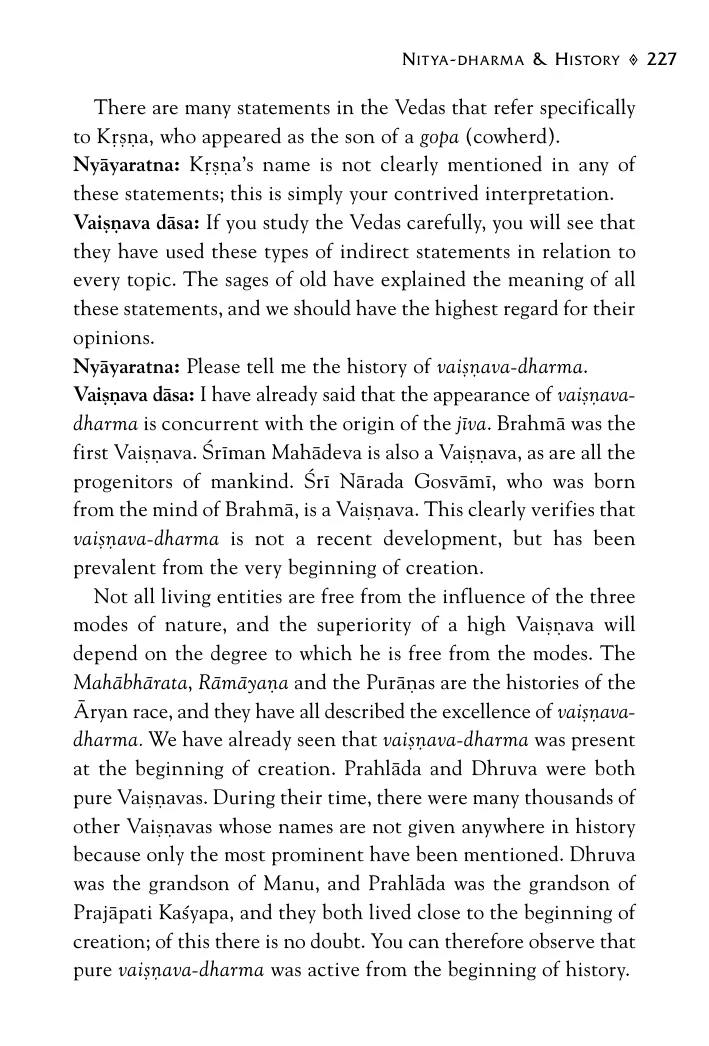 NITYA-DHARMA & HISTORY ◈ 227
There are many statements in the Vedas that refer specifically
to Kṛṣṇa, who appeared as the son of a gopa (cowherd).
Nyāyaratna: Kṛṣṇa’s name is not clearly mentioned in any of
these statements; this is simply your contrived interpretation.
Vaiṣṇava dāsa: If you study the Vedas carefully, you will see that
they have used these types of indirect statements in relation to
every topic. The sages of old have explained the meaning of all
these statements, and we should have the highest regard for their
opinions.
Nyāyaratna: Please tell me the history of vaiṣṇava-dharma.
Vaiṣṇava dāsa: I have already said that the appearance of vaiṣṇava-
dharma is concurrent with the origin of the jīva. Brahmā was the
first Vaiṣṇava. Śrīman Mahādeva is also a Vaiṣṇava, as are all the
progenitors of mankind. Śrī Nārada Gosvāmī, who was born
from the mind of Brahmā, is a Vaiṣṇava. This clearly verifies that
vaiṣṇava-dharma is not a recent development, but has been
prevalent from the very beginning of creation.
Not all living entities are free from the influence of the three
modes of nature, and the superiority of a high Vaiṣṇava will
depend on the degree to which he is free from the modes. The
Mahābhārata, Rāmāyaṇa and the Purāṇas are the histories of the
Āryan race, and they have all described the excellence of vaiṣṇava-
dharma. We have already seen that vaiṣṇava-dharma was present
at the beginning of creation. Prahlāda and Dhruva were both
pure Vaiṣṇavas. During their time, there were many thousands of
other Vaiṣṇavas whose names are not given anywhere in history
because only the most prominent have been mentioned. Dhruva
was the grandson of Manu, and Prahlāda was the grandson of
Prajāpati Kaśyapa, and they both lived close to the beginning of
creation; of this there is no doubt. You can therefore observe that
pure vaiṣṇava-dharma was active from the beginning of history.